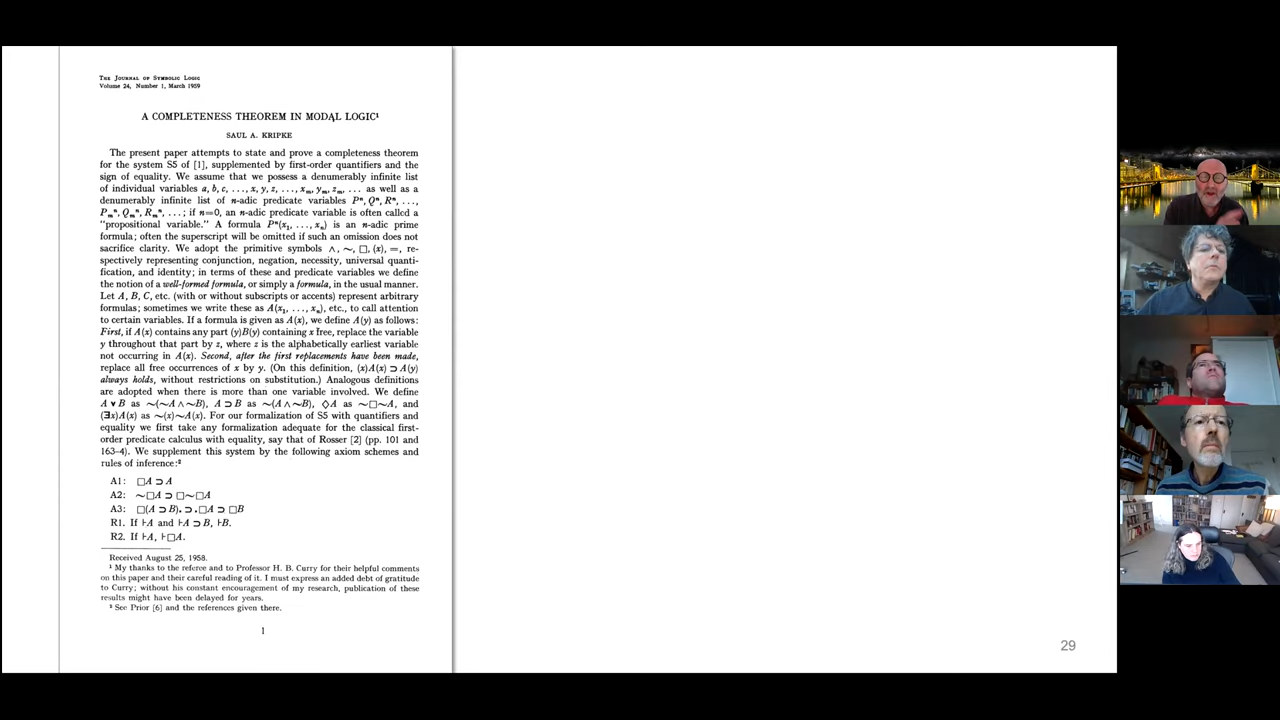 THE JOURNAL OF SYMBOLIC LOGIC
Volume 24, Number 1, March 1959
A COMPLETENESS THEOREM IN MODAL LOGIC¹
SAUL A. KRIPKE
The present paper attempts to state and prove a completeness theorem
for the system S5 of [1], supplemented by first-order quantifiers and the
sign of equality. We assume that we possess a denumerably infinite list
of individual variables a, b, c, ..., x, y, z, ..., xₘ, yₘ, zₘ, ... as well as a
denumerably infinite list of n-adic predicate variables Pⁿ, Qⁿ, Rⁿ, ...,
Pₘⁿ, Qₘⁿ, Rₘⁿ, ...; if n=0, an n-adic predicate variable is often called a
"propositional variable." A formula Pⁿ(x₁, ..., xₙ) is an n-adic prime
formula; often the superscript will be omitted if such an omission does not
sacrifice clarity. We adopt the primitive symbols ∧, ∼, □, (x), =, re-
spectively representing conjunction, negation, necessity, universal quanti-
fication, and identity; in terms of these and predicate variables we define
the notion of a well-formed formula, or simply a formula, in the usual manner.
Let A, B, C, etc. (with or without subscripts or accents) represent arbitrary
formulas; sometimes we write these as A(x₁, ..., xₙ), etc., to call attention
to certain variables. If a formula is given as A(x), we define A(y) as follows:
First, if A(x) contains any part (y)B(y) containing x free, replace the variable
y throughout that part by z, where z is the alphabetically earliest variable
not occurring in A(x). Second, after the first replacements have been made,
replace all free occurrences of x by y. (On this definition, (x)A(x) ⊃ A(y)
always holds, without restrictions on substitution.) Analogous definitions
are adopted when there is more than one variable involved. We define
A ∨ B as ∼(∼A∧∼B), A ⊃ B as ∼(A∧∼B), ◇A as ∼□∼A, and
(∃x)A(x) as ∼(x)∼A(x). For our formalization of S5 with quantifiers and
equality we first take any formalization adequate for the classical first-
order predicate calculus with equality, say that of Rosser [2] (pp. 101 and
163–4). We supplement this system by the following axiom schemes and
rules of inference:²
A1: □A ⊃ A
A2: ∼□A ⊃ □∼□A
A3: □(A ⊃ B). ⊃ .□A ⊃ □B
R1. If ⊢A and ⊢A ⊃ B, ⊢B.
R2. If ⊢A, ⊢□A.
Received August 25, 1958.
¹ My thanks to the referee and to Professor H. B. Curry for their helpful comments
on this paper and their careful reading of it. I must express an added debt of gratitude
to Curry; without his constant encouragement of my research, publication of these
results might have been delayed for years.
² See Prior [6] and the references given there.
1
29